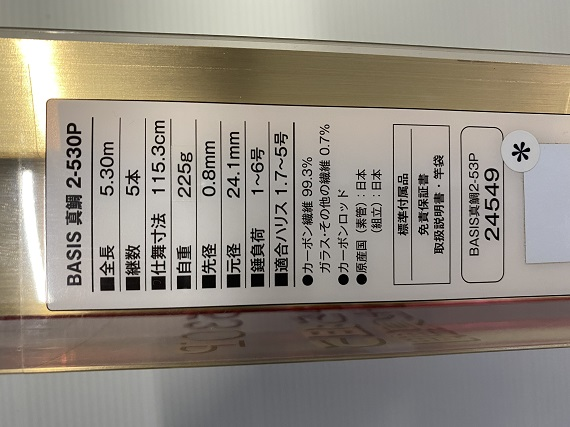 BASIS 真鯛 2-530P
■全長 5.30m
■継数 5本
■仕舞寸法 115.3cm
■自重 225g
■先径 0.8mm
■元径 24.1mm
■錘負荷 1〜6号
■適合ハリス 1.7〜5号
●カーボン繊維 99.3%
ガラス・その他の繊維 0.7%
●カーボンロッド
●原産国（素管）：日本
（組立）：日本
標準付属品
免責保証書
取扱説明書・竿袋
BASIS真鯛2-53P
24549
*